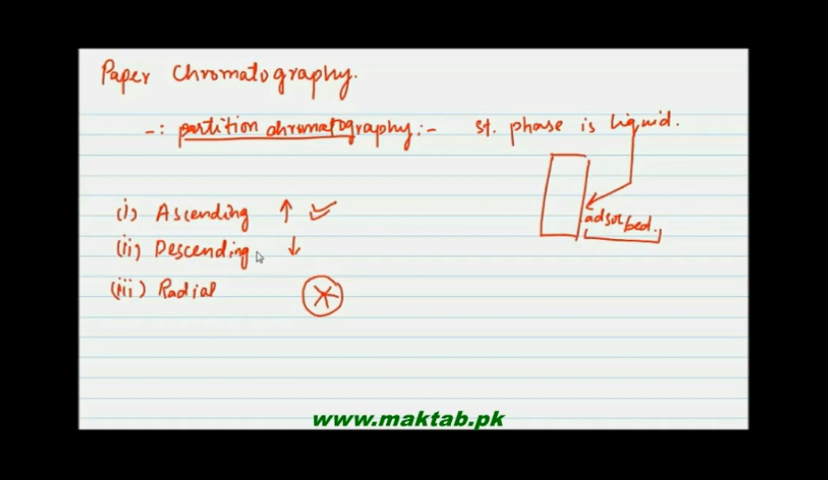 Paper Chromatography.
-: partition chromatography :- st. phase is liquid.
adsorbed.
(i) Ascending ↑
(ii) Descending ↓
(iii) Radial
www.maktab.pk